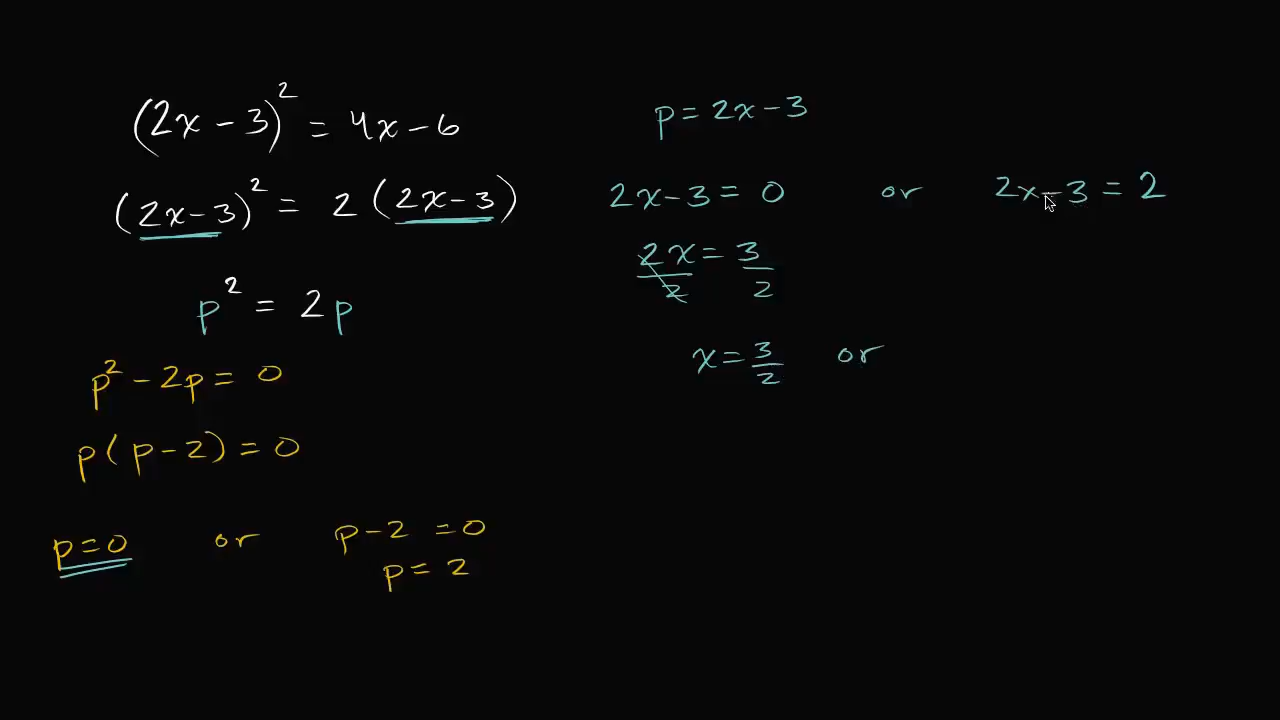 (2x - 3)² = 4x - 6
(2x - 3)² = 2 (2x - 3)
p² = 2p
p² - 2p = 0
p(p - 2) = 0
p = 0 or p - 2 = 0
p = 2
p = 2x - 3
2x - 3 = 0 or 2x - 3 = 2
2x/2 = 3/2
x = 3/2 or